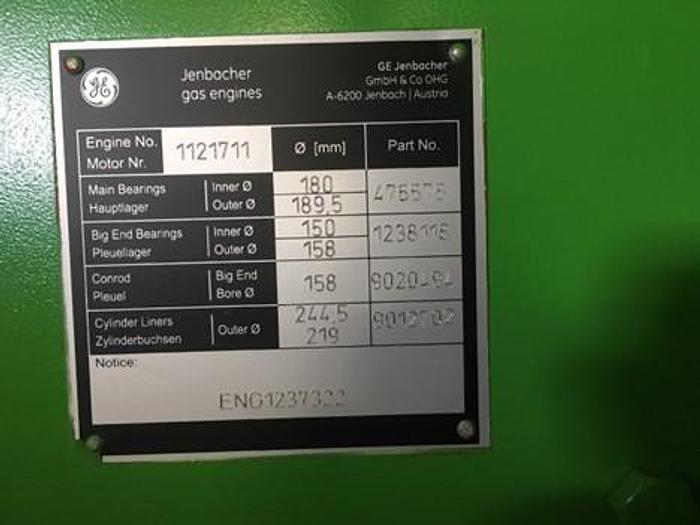 GE
Jenbacher
gas engines
GE Jenbacher
GmbH & Co OHG
A-6200 Jenbach | Austria
Engine No.
Motor Nr.
1121711
Ø [mm]
Part No.
Main Bearings
Hauptlager
Inner Ø
Outer Ø
180
189,5
Big End Bearings
Pleuellager
Inner Ø
Outer Ø
150
158
Conrod
Pleuel
Big End
Bore Ø
158
Cylinder Liners
Zylinderbuchsen
Outer Ø
244,5
219
Notice: